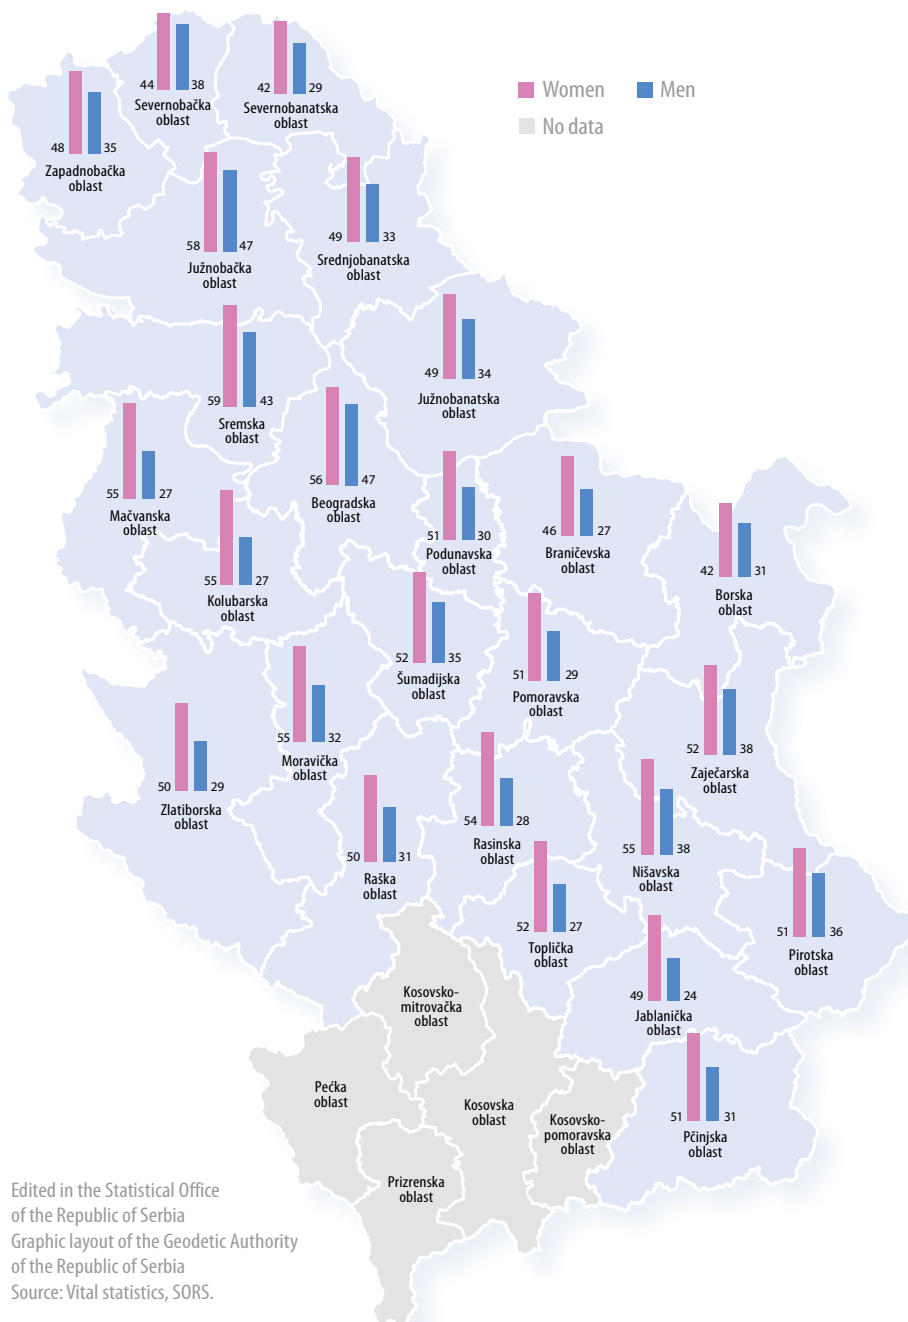 Women
Men
No data
44
38
Severnobačka
oblast
42
29
Severnobanatska
oblast
48
35
Zapadnobačka
oblast
58
47
Južnobačka
oblast
49
33
Srednjobanatska
oblast
49
34
Južnobanatska
oblast
59
43
Sremska
oblast
56
47
Beogradska
oblast
55
27
Mačvanska
oblast
51
30
Podunavska
oblast
46
27
Braničevska
oblast
42
31
Borska
oblast
55
27
Kolubarska
oblast
52
35
Šumadijska
oblast
51
29
Pomoravska
oblast
55
32
Moravička
oblast
52
38
Zaječarska
oblast
50
29
Zlatiborska
oblast
54
28
Rasinska
oblast
50
31
Raška
oblast
55
38
Nišavska
oblast
52
27
Toplička
oblast
51
36
Pirotska
oblast
49
24
Jablanička
oblast
51
31
Pčinjska
oblast
Kosovsko-
mitrovačka
oblast
Pećka
oblast
Kosovska
oblast
Kosovsko-
pomoravska
oblast
Prizrenska
oblast
Edited in the Statistical Office
of the Republic of Serbia
Graphic layout of the Geodetic Authority
of the Republic of Serbia
Source: Vital statistics, SORS.